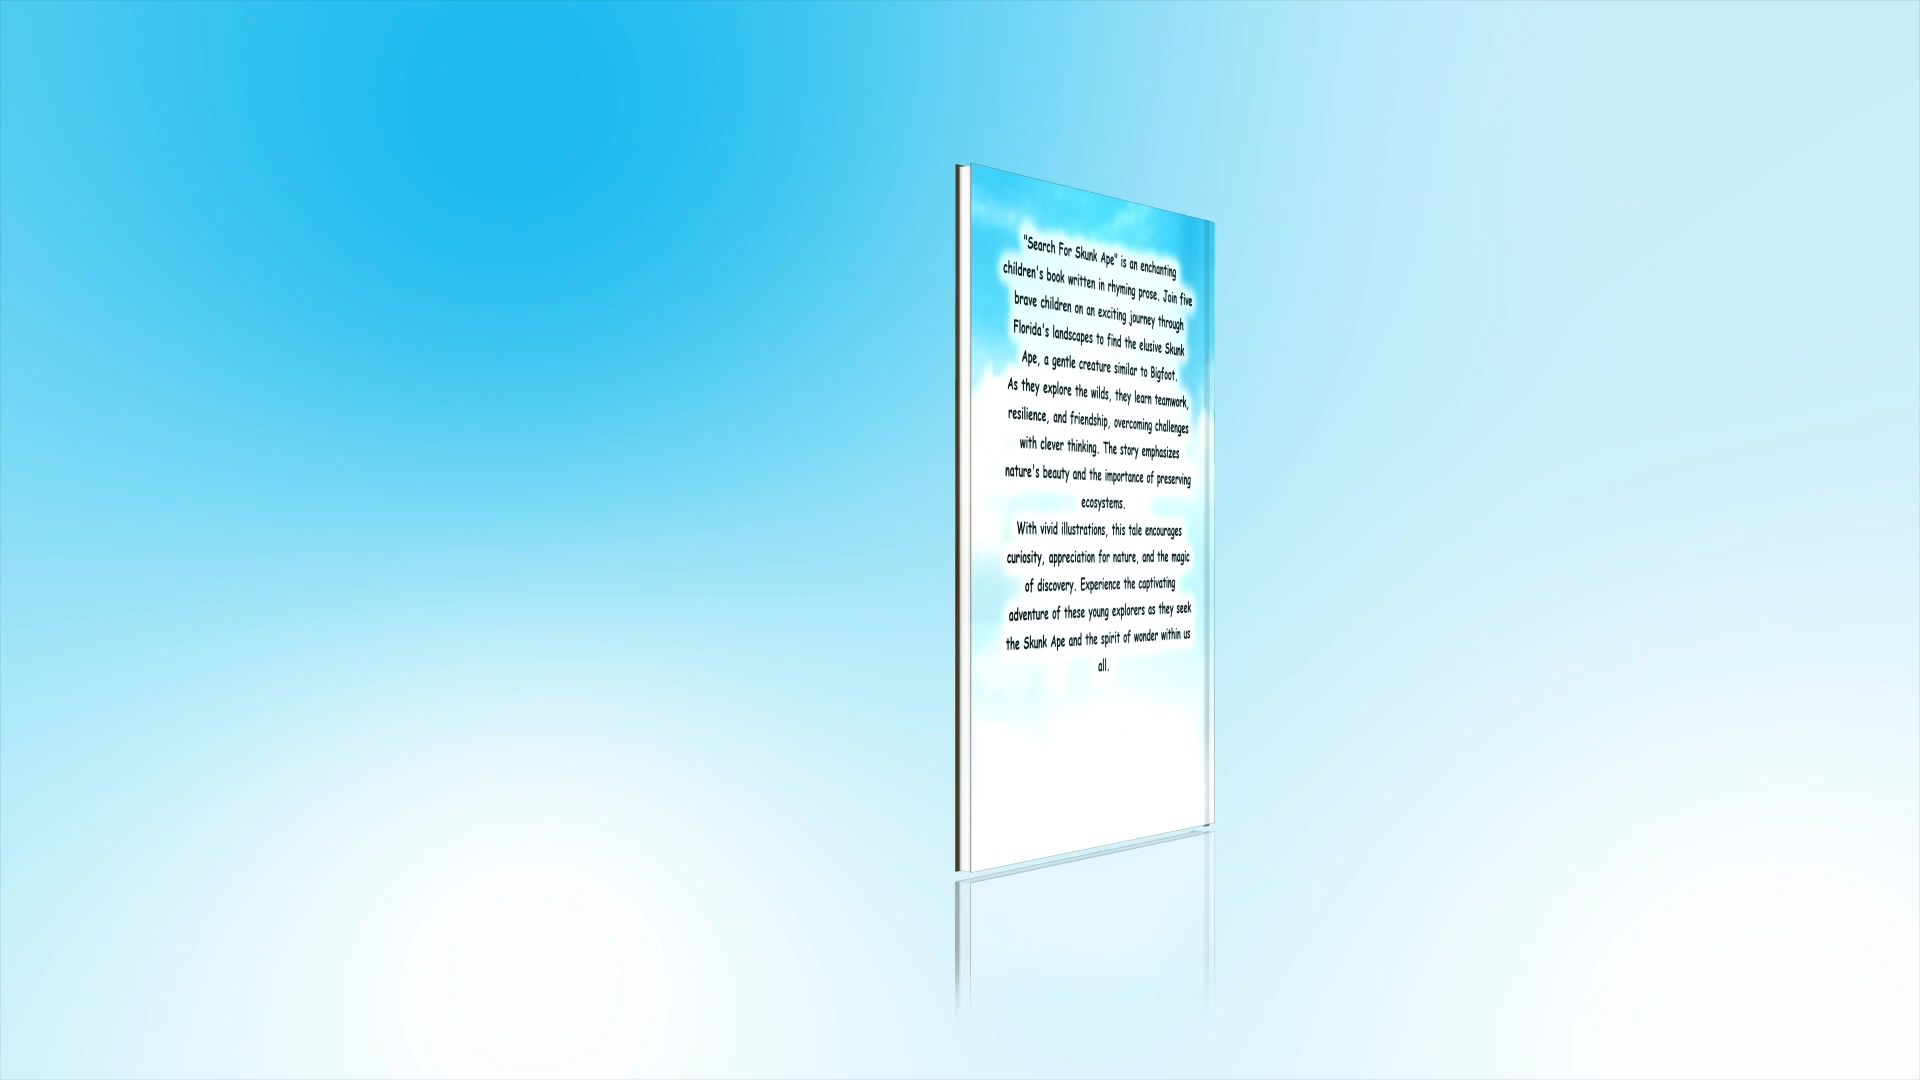 "Search For Skunk Ape" is an enchanting
children's book written in rhyming prose. Join five
brave children on an exciting journey through
Florida's landscapes to find the elusive Skunk
Ape, a gentle creature similar to Bigfoot.
As they explore the wilds, they learn teamwork,
resilience, and friendship, overcoming challenges
with clever thinking. The story emphasizes
nature's beauty and the importance of preserving
ecosystems.
With vivid illustrations, this tale encourages
curiosity, appreciation for nature, and the magic
of discovery. Experience the captivating
adventure of these young explorers as they seek
the Skunk Ape and the spirit of wonder within us
all.